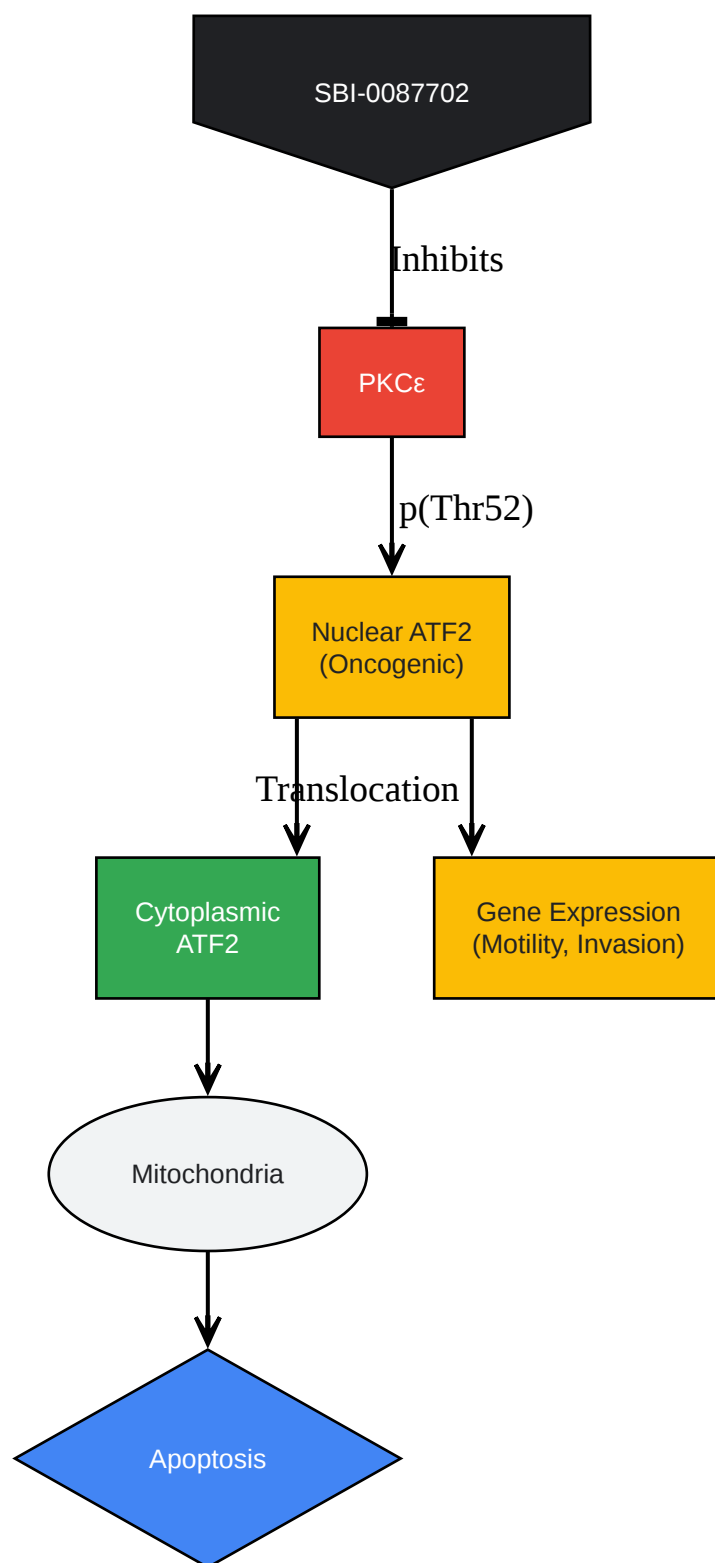 SBI-0087702
Inhibits
PKCε
p(Thr52)
Nuclear ATF2
(Oncogenic)
Translocation
Cytoplasmic
ATF2
Gene Expression
(Motility, Invasion)
Mitochondria
Apoptosis